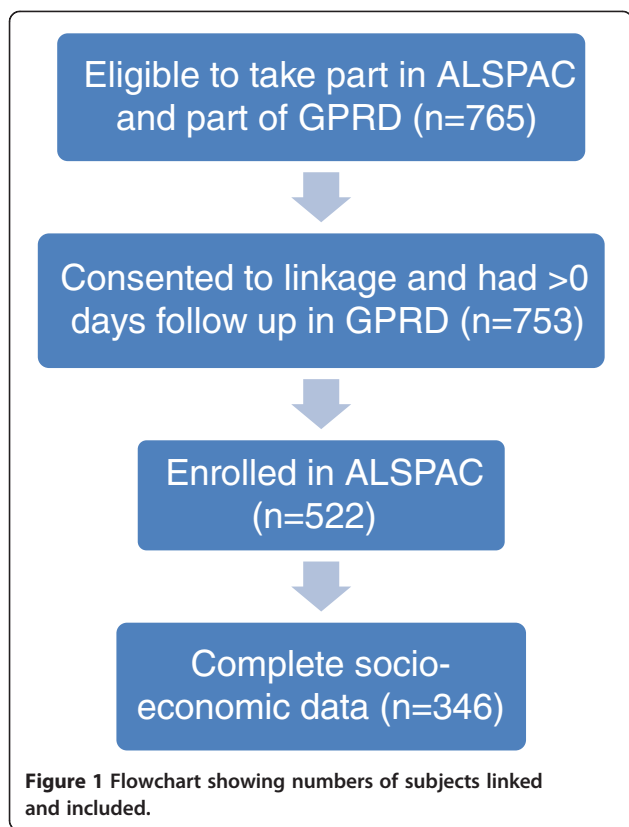 Eligible to take part in ALSPAC
and part of GPRD (n=765)
Consented to linkage and had >0
days follow up in GPRD (n=753)
Enrolled in ALSPAC
(n=522)
Complete socio-
economic data (n=346)
Figure 1 Flowchart showing numbers of subjects linked
and included.